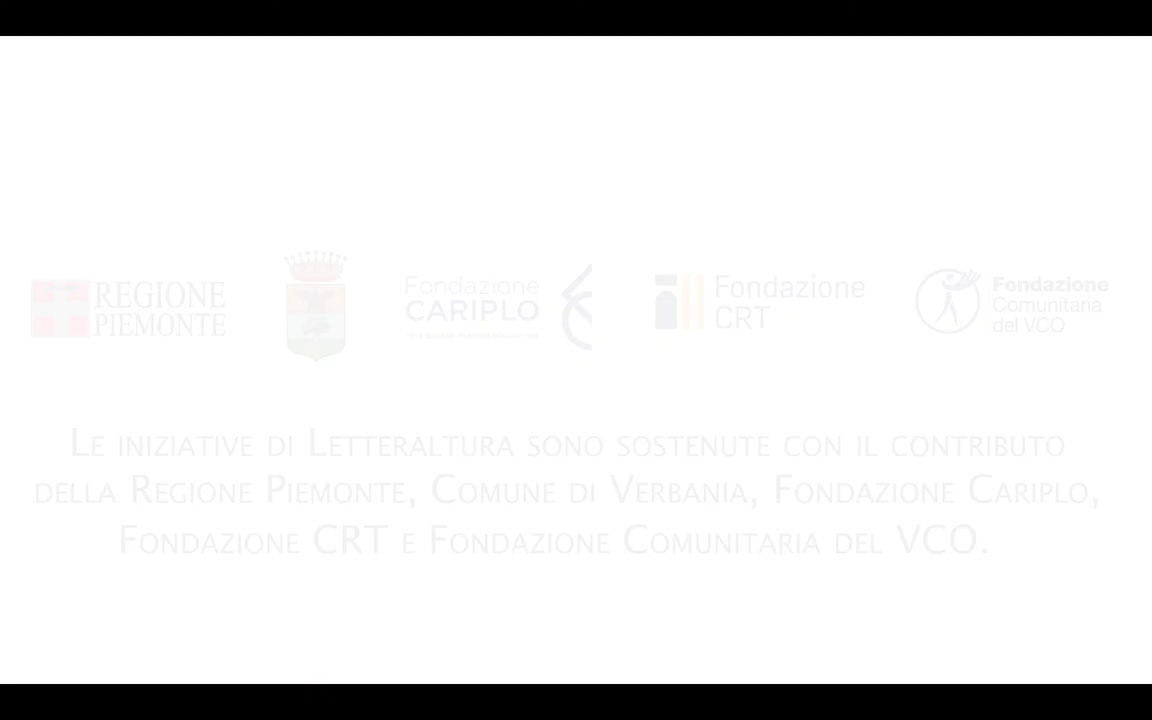 REGIONE
PIEMONTE
Fondazione
CARIPLO
Fondazione
CRT
Fondazione
Comunitaria
del VCO
LE INIZIATIVE DI LETTERALTURA SONO SOSTENUTE CON IL CONTRIBUTO
DELLA REGIONE PIEMONTE, COMUNE DI VERBANIA, FONDAZIONE CARIPLO,
FONDAZIONE CRT E FONDAZIONE COMUNITARIA DEL VCO.